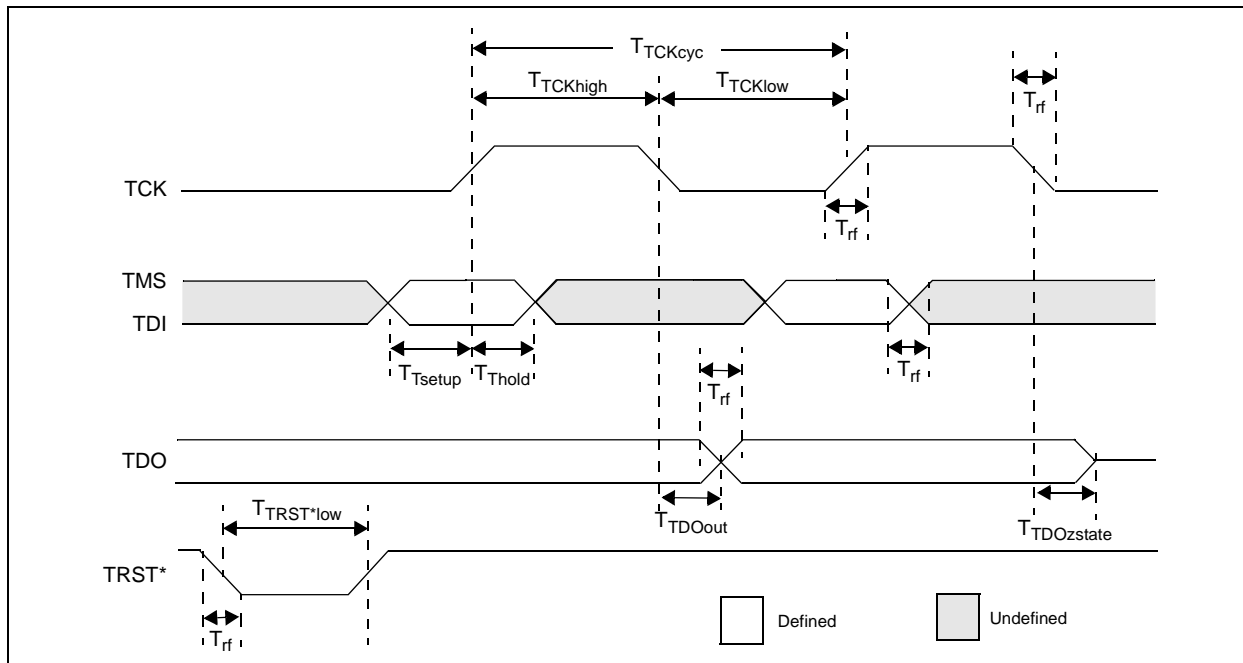 TTCKcyc
TTCKhigh
TTCKlow
Trf
TCK
Trf
TMS
TDI
TTsetup
TThold
Trf
Trf
TDO
TTRST*low
TTDOout
TTDOzstate
TRST*
Trf
Defined
Undefined